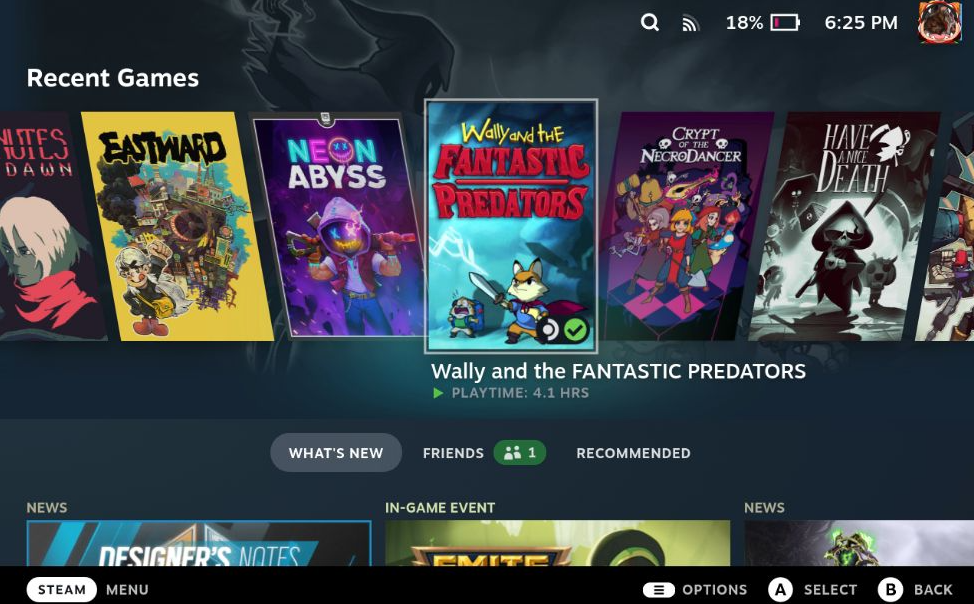 18%
6:25 PM
Recent Games
NUTES
DAWN
EASTWARD
NEON
ABYSS
Wally and the
FANTASTIC
PREDATORS
CRYPT
OF THE
NECRODANCER
HAVE
A NICE
DEATH
Wally and the FANTASTIC PREDATORS
PLAYTIME: 4.1 HRS
WHAT'S NEW
FRIENDS
1
RECOMMENDED
NEWS
IN-GAME EVENT
NEWS
DESIGNER'S NOTES
STEAM
MENU
OPTIONS
A
SELECT
B
BACK